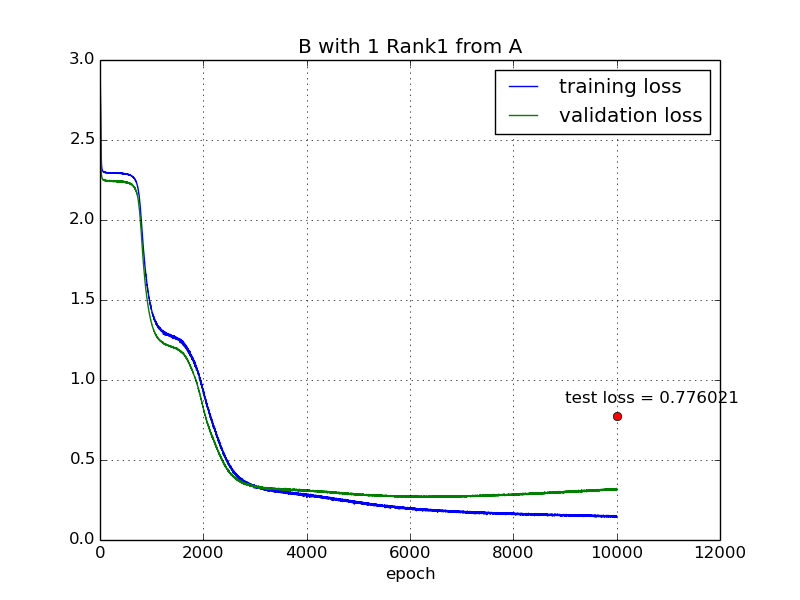 B with 1 Rank1 from A
training loss
validation loss
3.0
2.5
2.0
1.5
1.0
0.5
0.0
test loss = 0.776021
0
2000
4000
6000
8000
10000
12000
epoch